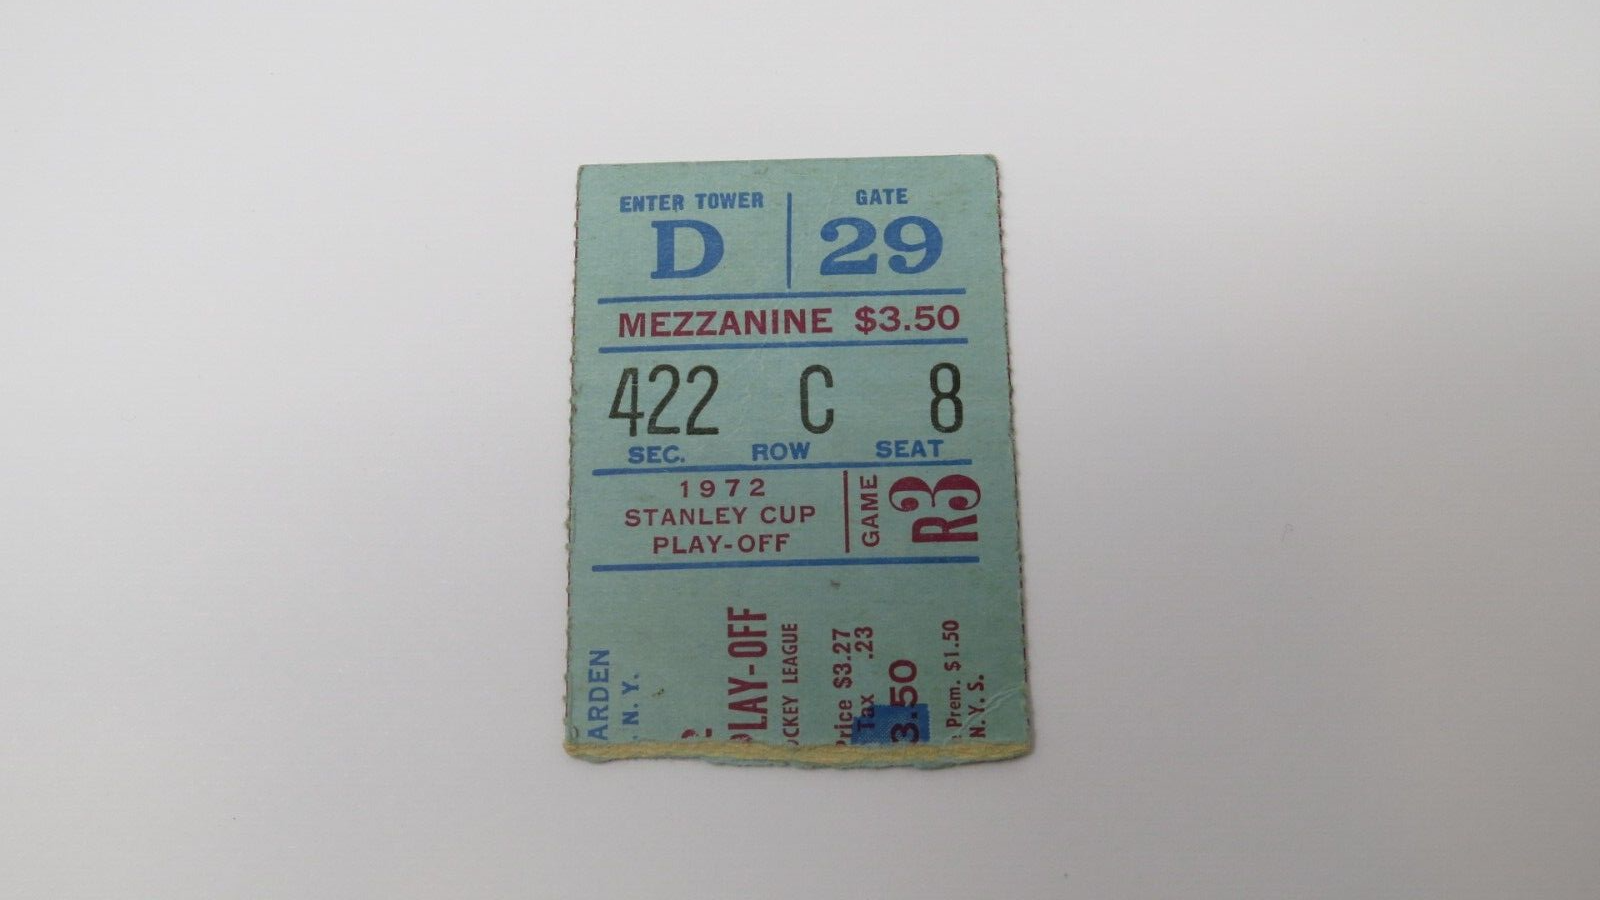 ENTER TOWER
D
GATE
29
MEZZANINE $3.50
422 C 8
SEC. ROW SEAT
1972
STANLEY CUP
PLAY-OFF
GAME
R3
ARDEN
N.Y.
PLAY-OFF
OCKEY LEAGUE
Price $3.27
Tax .23
3.50
Prem. $1.50
N.Y.S.